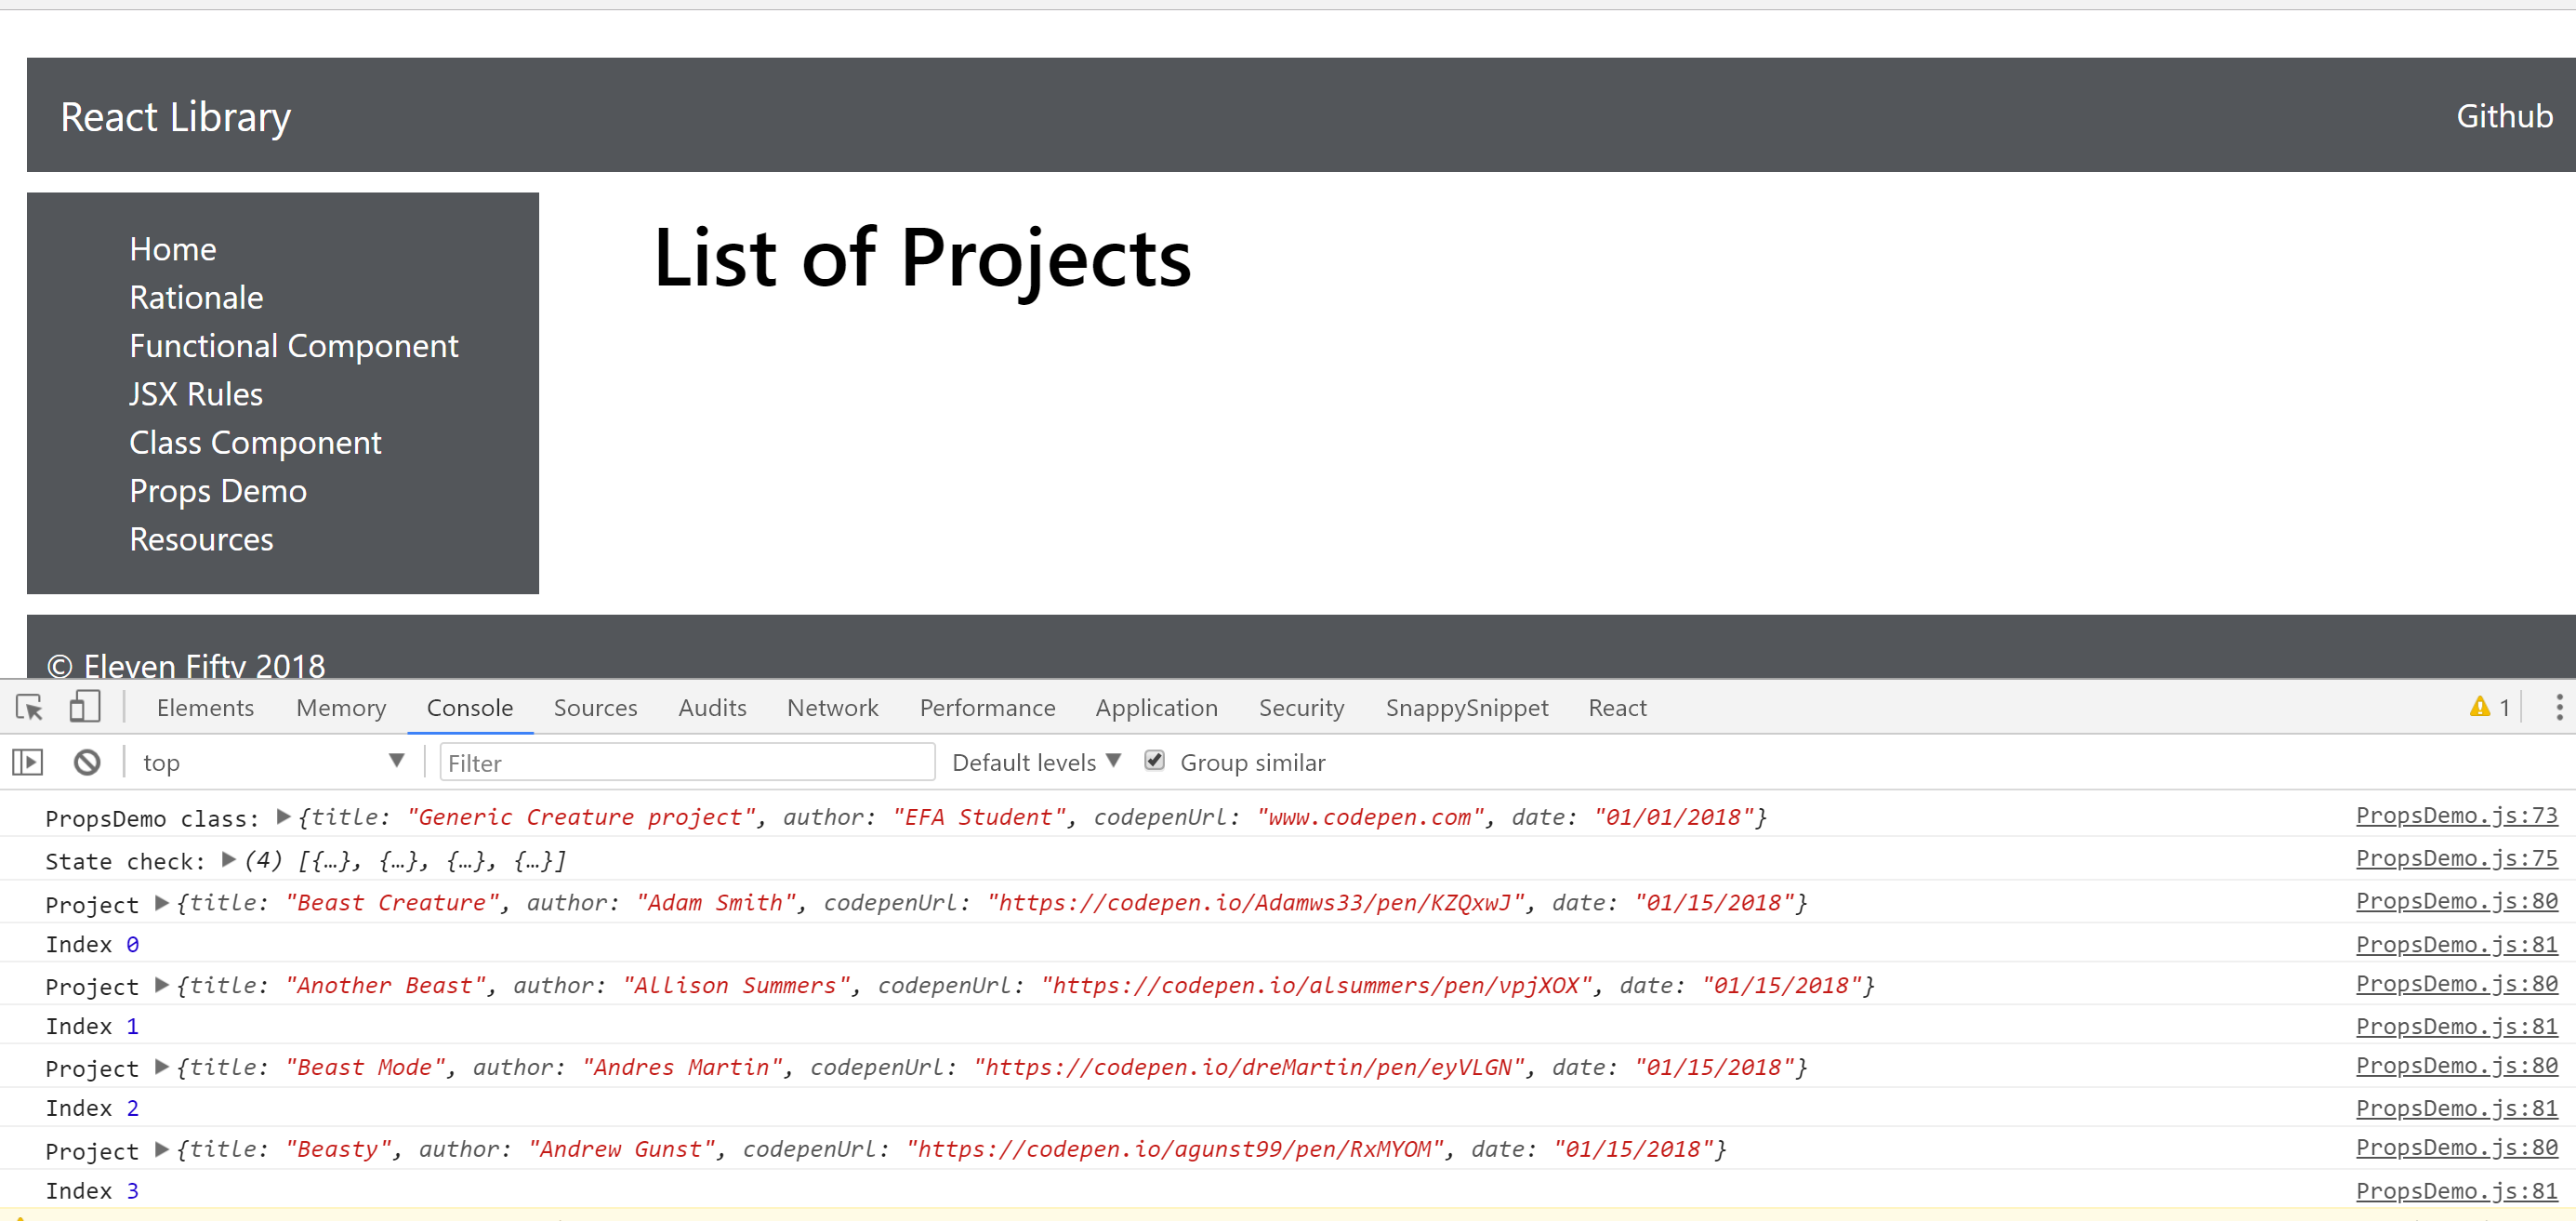 React Library
Github
Home
Rationale
Functional Component
JSX Rules
Class Component
Props Demo
Resources
List of Projects
© Eleven Fifty 2018
Elements Memory Console Sources Audits Network Performance Application Security SnappySnippet React 1
top Filter Default levels Group similar
PropsDemo class: {title: "Generic Creature project", author: "EFA Student", codepenUrl: "www.codepen.com", date: "01/01/2018"} PropsDemo.js:73
State check: (4) [{…}, {…}, {…}, {…}] PropsDemo.js:75
Project {title: "Beast Creature", author: "Adam Smith", codepenUrl: "https://codepen.io/Adamws33/pen/KZQxwJ", date: "01/15/2018"} PropsDemo.js:80
Index 0 PropsDemo.js:81
Project {title: "Another Beast", author: "Allison Summers", codepenUrl: "https://codepen.io/alsummers/pen/vpjXOX", date: "01/15/2018"} PropsDemo.js:80
Index 1 PropsDemo.js:81
Project {title: "Beast Mode", author: "Andres Martin", codepenUrl: "https://codepen.io/dreMartin/pen/eyVLGN", date: "01/15/2018"} PropsDemo.js:80
Index 2 PropsDemo.js:81
Project {title: "Beasty", author: "Andrew Gunst", codepenUrl: "https://codepen.io/agunst99/pen/RxMYOM", date: "01/15/2018"} PropsDemo.js:80
Index 3 PropsDemo.js:81